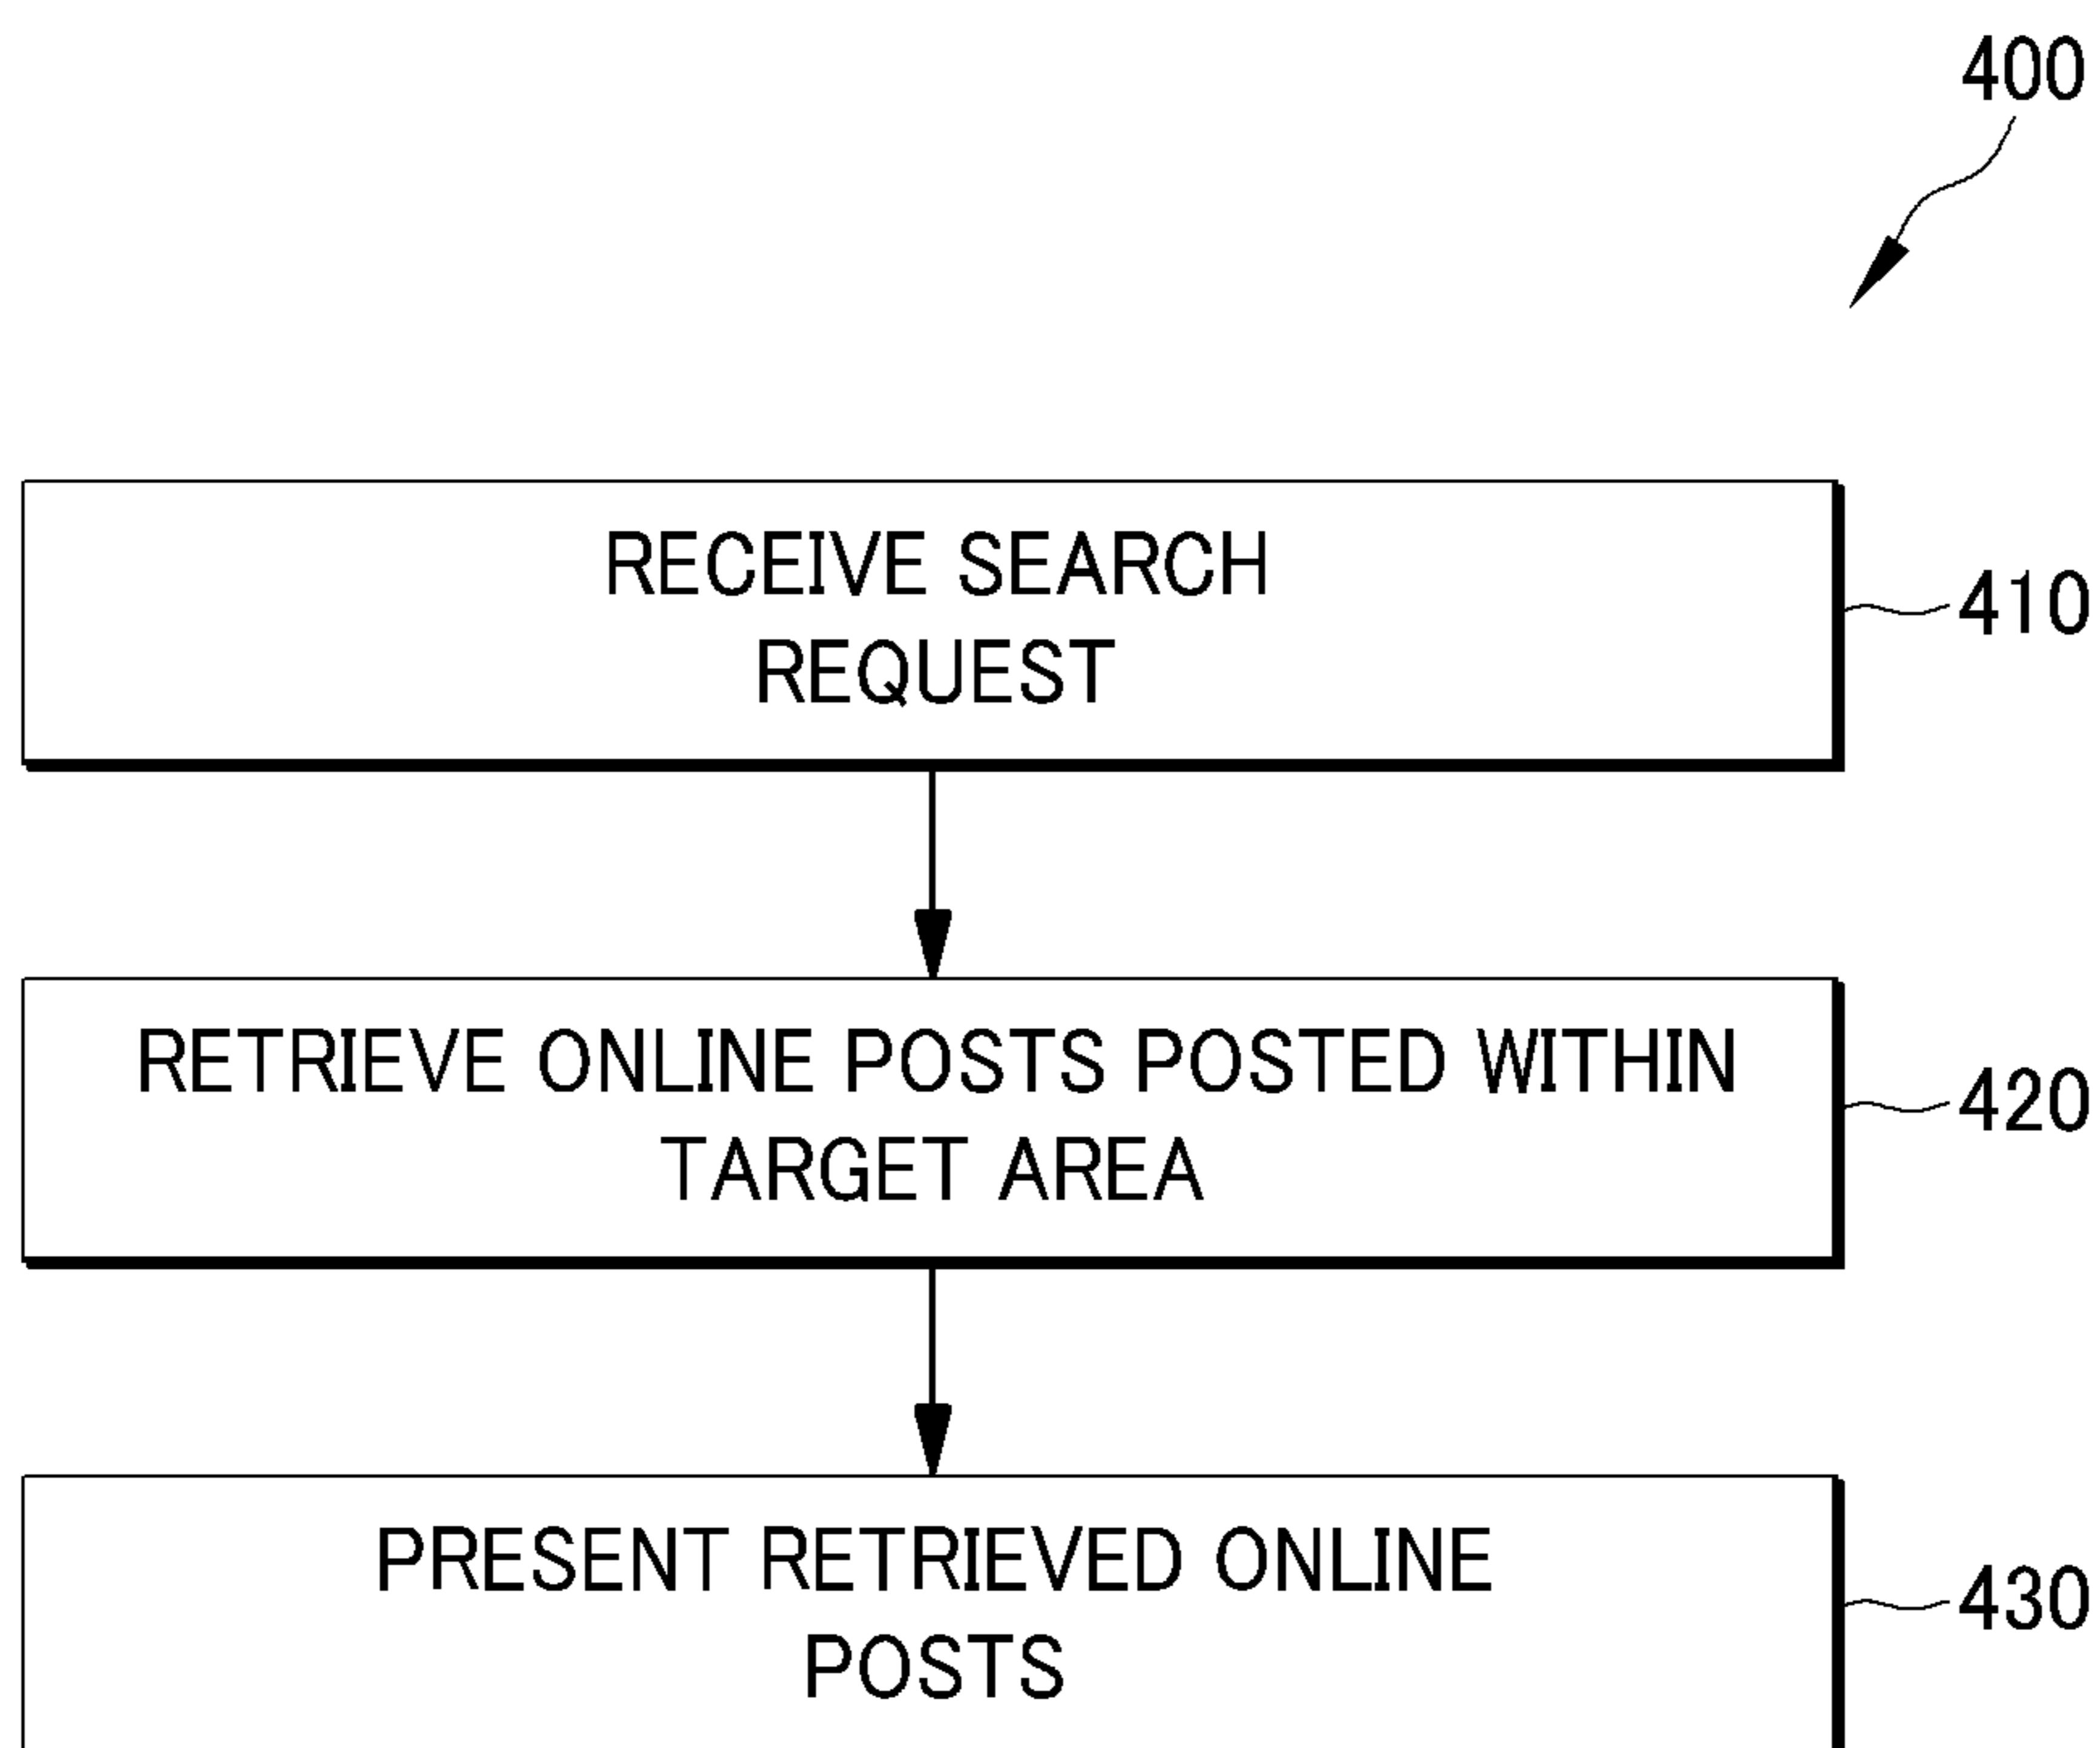 400
RECEIVE SEARCH
REQUEST
410
RETRIEVE ONLINE POSTS POSTED WITHIN
TARGET AREA
420
PRESENT RETRIEVED ONLINE
POSTS
430